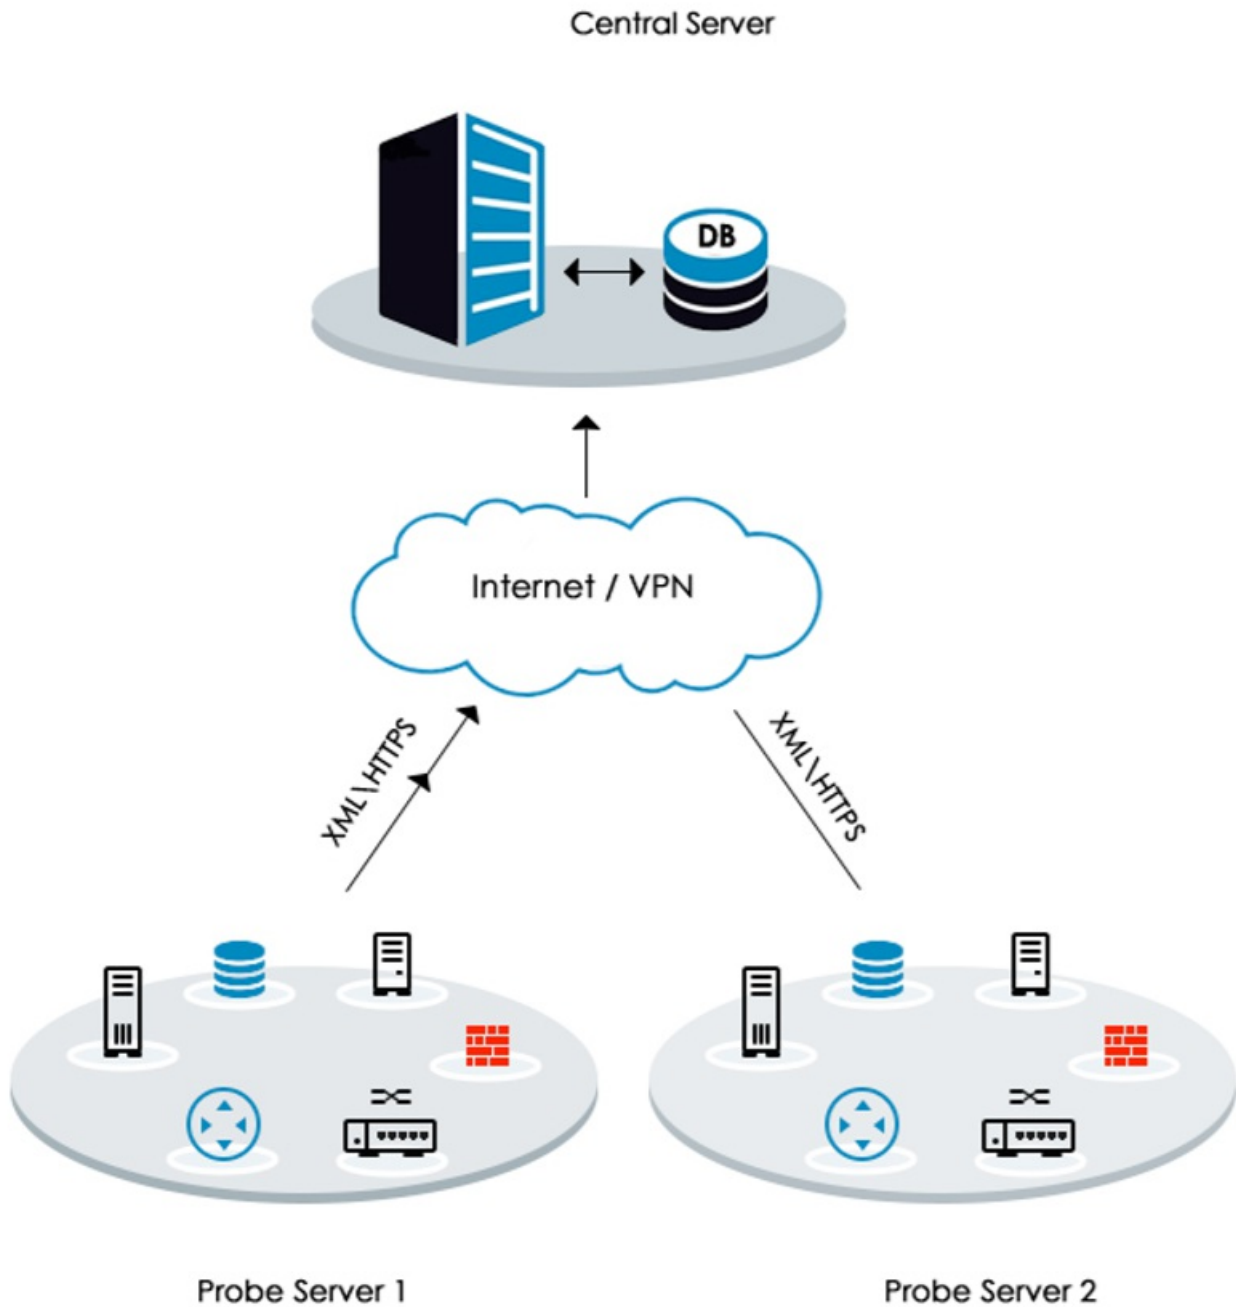 Central Server
DB
Internet / VPN
XML\HTTPS
XML\HTTPS
Probe Server 1
Probe Server 2